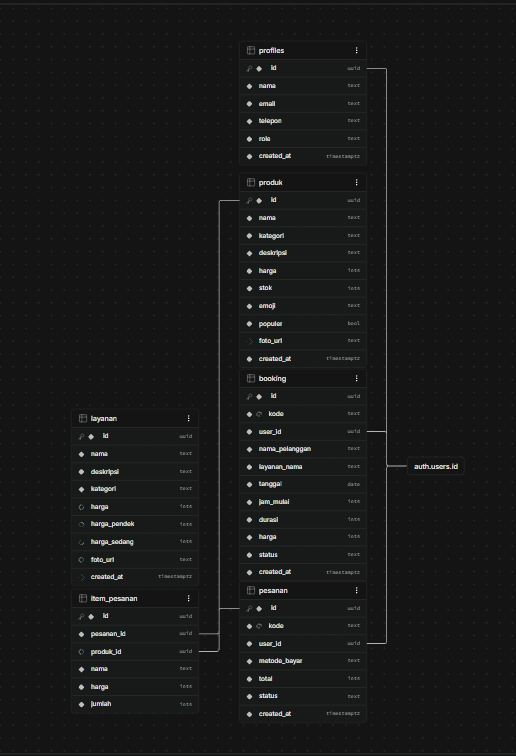 profiles
id uuid
nama text
email text
telepon text
role text
created_at timestamptz
produk
id uuid
nama text
kategori text
deskripsi text
harga int4
stok int4
emoji text
populer bool
foto_url text
created_at timestamptz
booking
id uuid
kode text
user_id uuid
nama_pelanggan text
layanan_nama text
tanggal date
jam_mulai int4
durasi int4
harga int4
status text
created_at timestamptz
auth.users.id
layanan
id uuid
nama text
deskripsi text
kategori text
harga int4
harga_pendek int4
harga_sedang int4
foto_url text
created_at timestamptz
item_pesanan
id uuid
pesanan_id uuid
produk_id uuid
nama text
harga int4
jumlah int4
pesanan
id uuid
kode text
user_id uuid
metode_bayar text
total int4
status text
created_at timestamptz